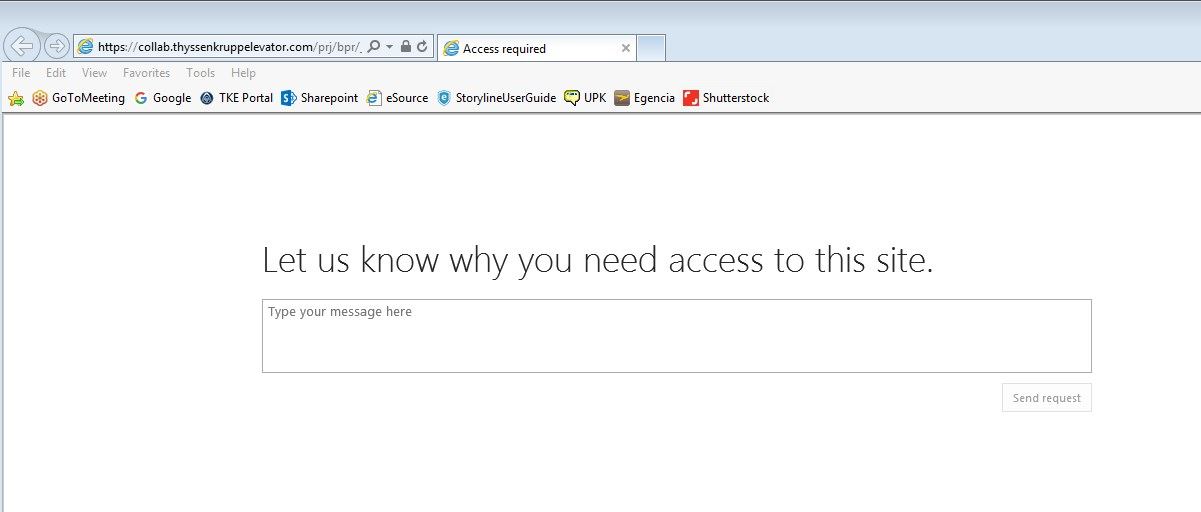 https://collab.thyssenkruppelevator.com/prj/bpr/_ Access required
File Edit View Favorites Tools Help
GoToMeeting Google TKE Portal Sharepoint eSource StorylineUserGuide UPK Egencia Shutterstock
Let us know why you need access to this site.
Type your message here
Send request